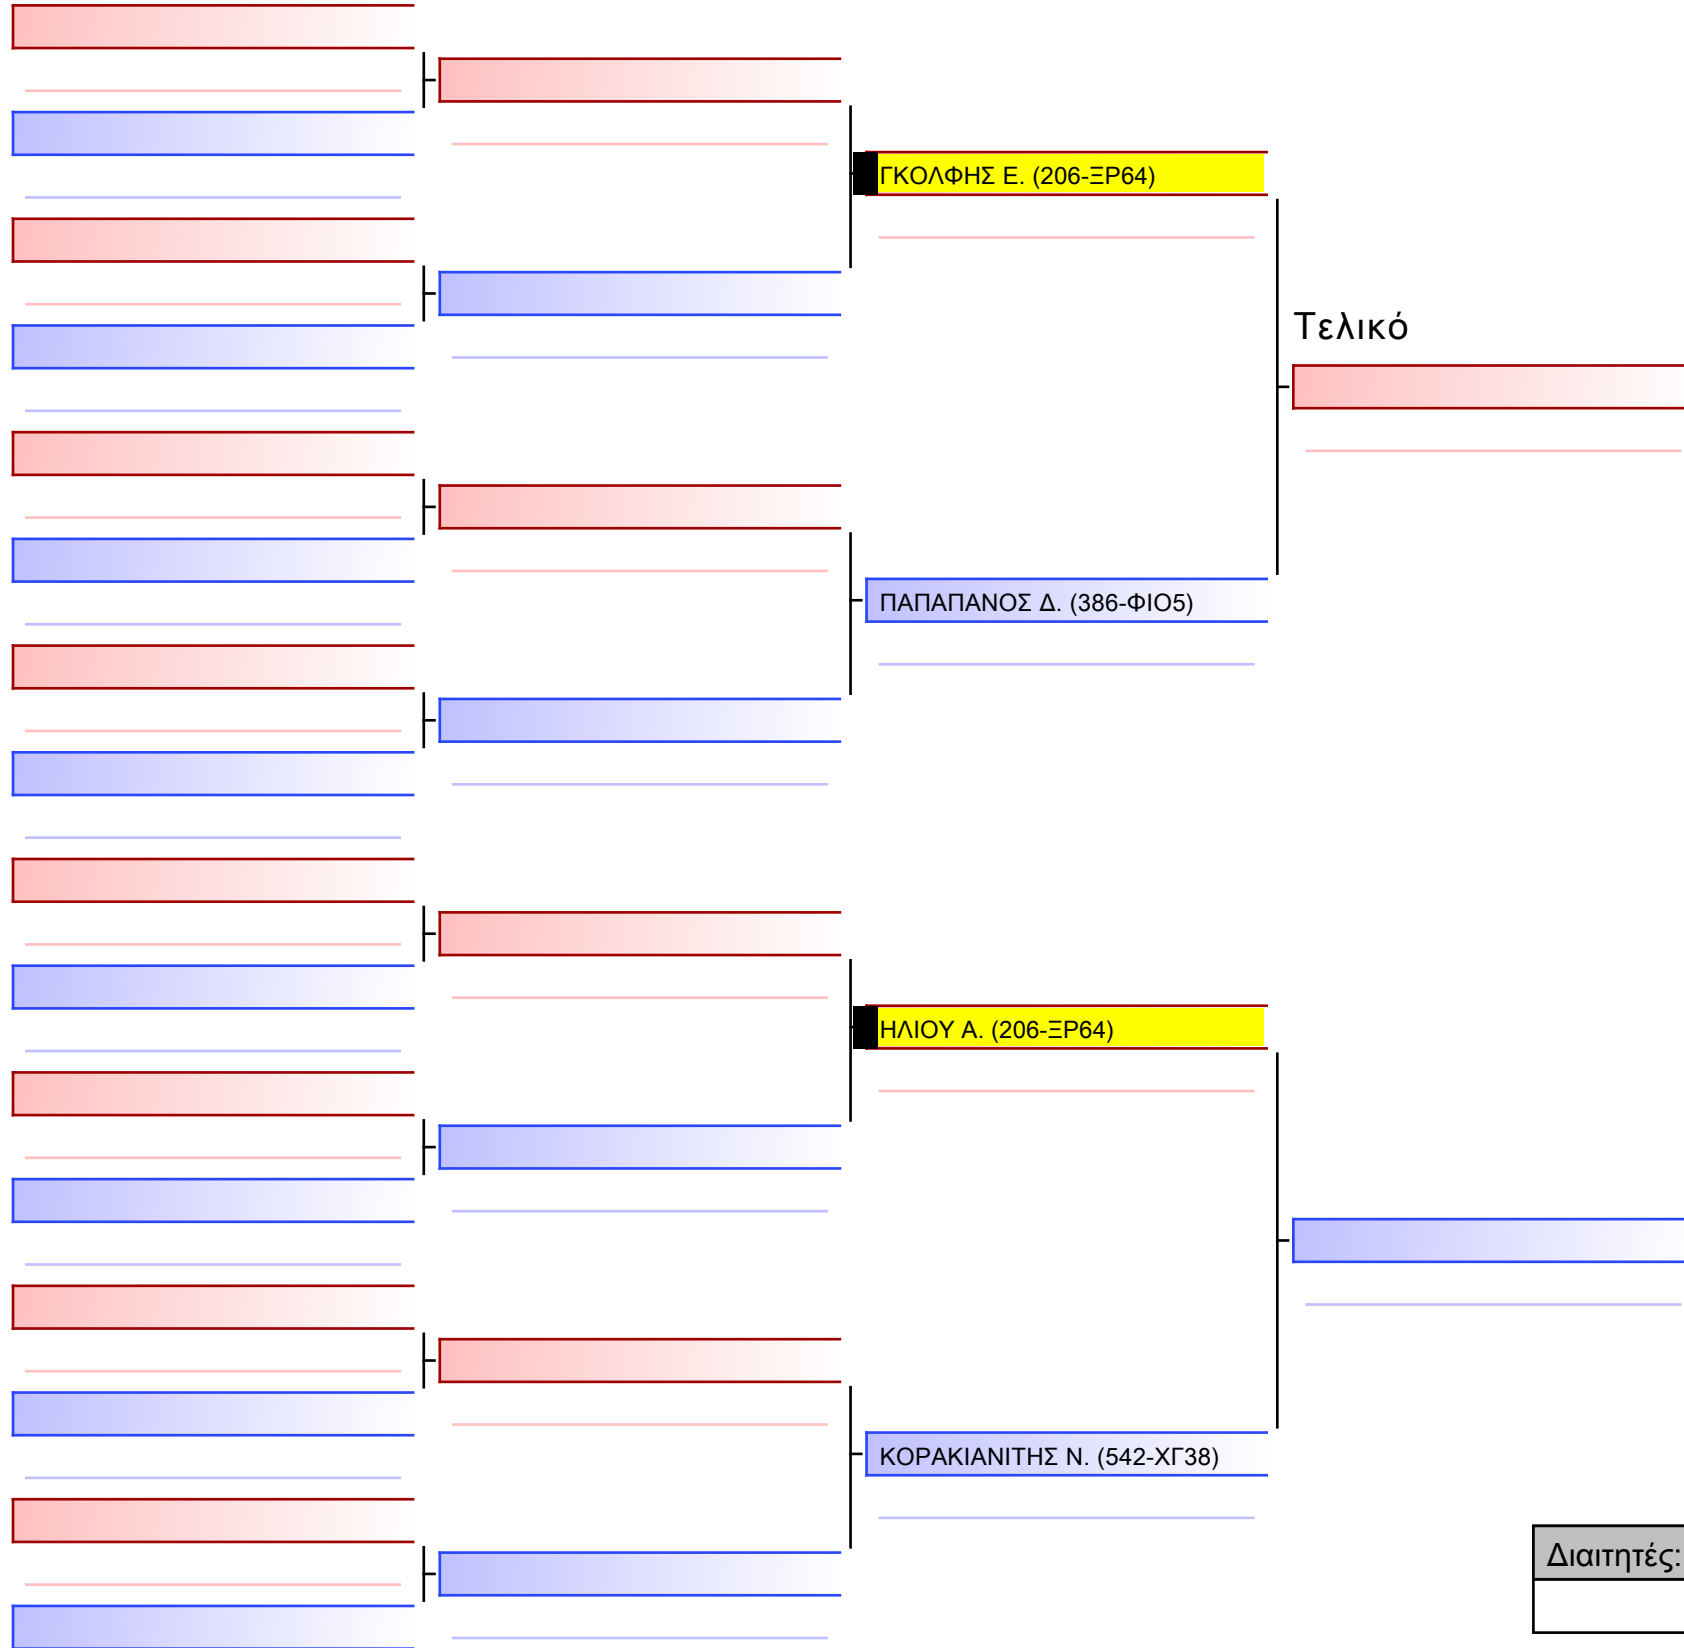 ΓΚΟΛΦΗΣ Ε. (206-ΞΡ64)
Τελικό
ΠΑΠΑΠΑΝΟΣ Δ. (386-ΦΙΟ5)
ΗΛΙΟΥ Α. (206-ΞΡ64)
ΚΟΡΑΚΙΑΝΙΤΗΣ Ν. (542-ΧΓ38)
Διαιτητές: